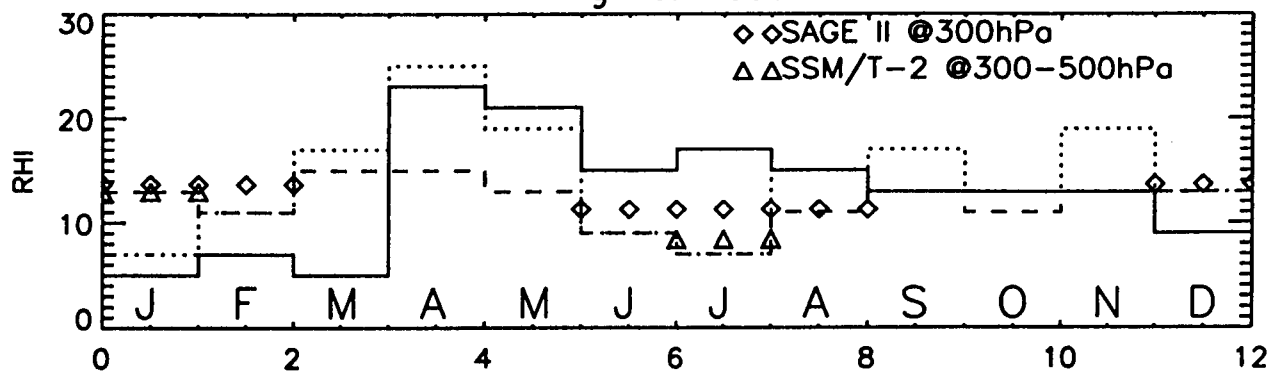 30
◇ ◇SAGE II @300hPa
△ △SSM/T-2 @300-500hPa
20
RHI
10
0
J F M A M J J A S O N D
0 2 4 6 8 10 12